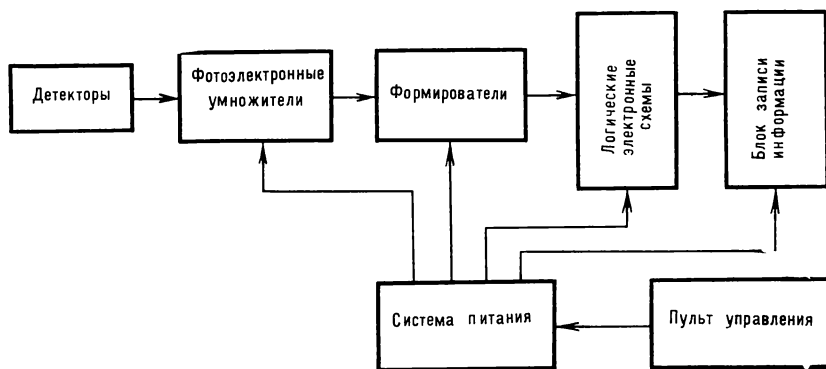 Детекторы
Фотоэлектронные
умножители
Формирователи
Логические
электронные
схемы
Блок записи
информации
Система питания
Пульт управления